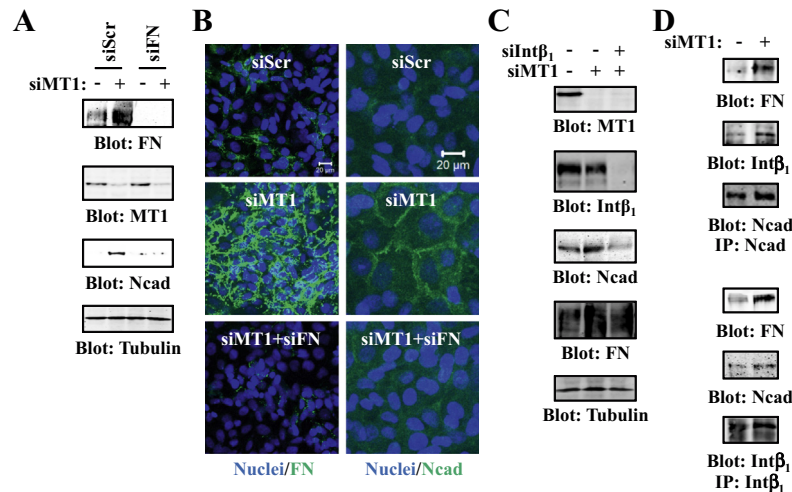 A
siScr siFN
siMT1: - + - +
Blot: FN
Blot: MT1
Blot: Ncad
Blot: Tubulin
B
siScr siScr
20 µm 20 µm
siMT1 siMT1
siMT1+siFN siMT1+siFN
Nuclei/FN Nuclei/Ncad
C
siIntβ1 - - +
siMT1 - + +
Blot: MT1
Blot: Intβ1
Blot: Ncad
Blot: FN
Blot: Tubulin
D
siMT1: - +
Blot: FN
Blot: Intβ1
Blot: Ncad
IP: Ncad
Blot: FN
Blot: Ncad
Blot: Intβ1
IP: Intβ1